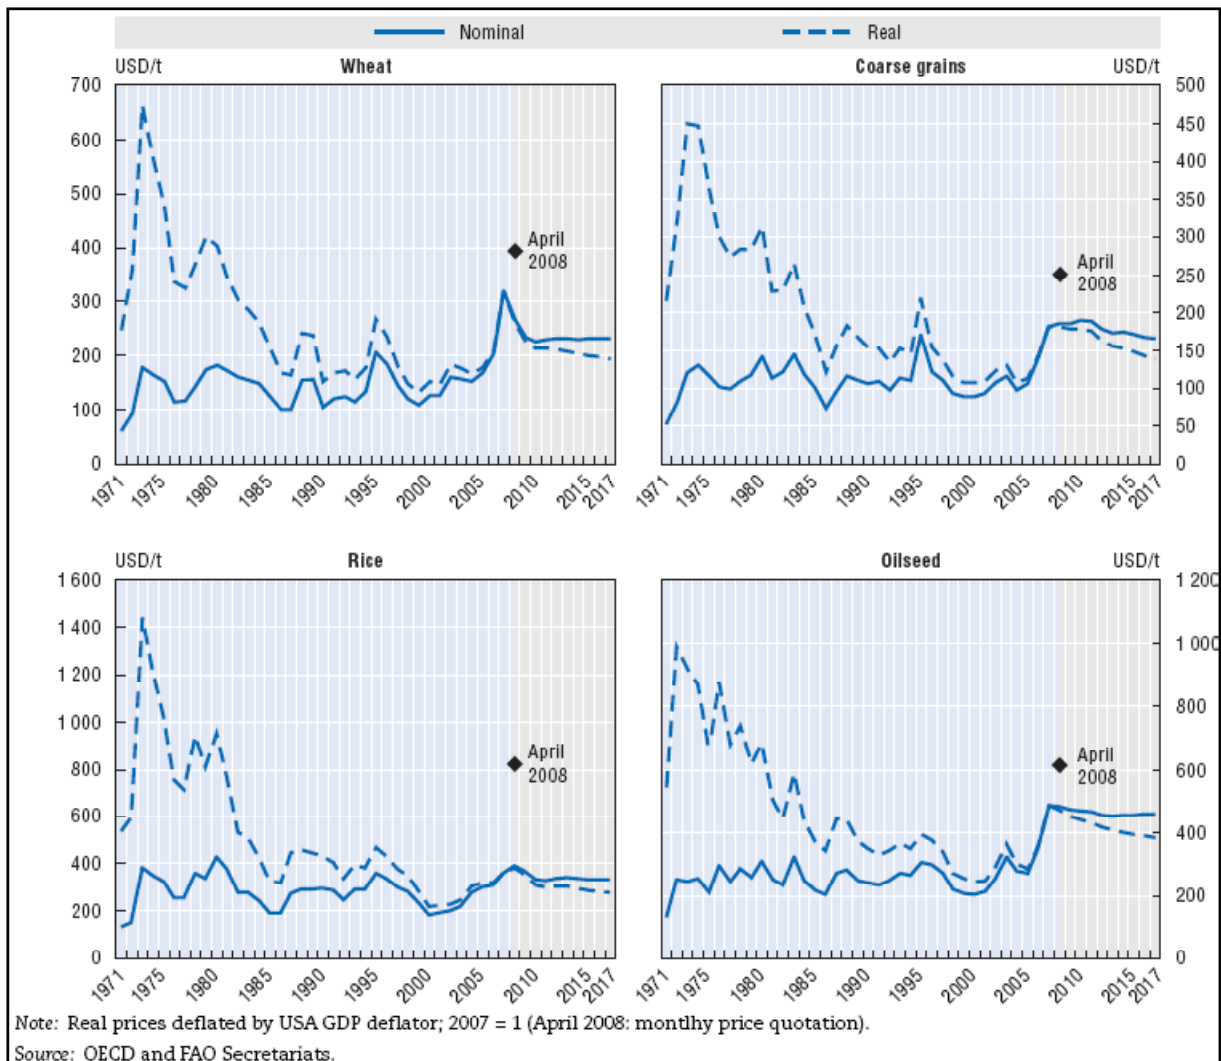 Nominal Real
USD/t Wheat
700
600
500
400
300
200
100
0
April
2008
1971 1975 1980 1985 1990 1995 2000 2005 2010 2015 2017
Coarse grains USD/t
500
450
400
350
300
250
200
150
100
50
0
April
2008
1971 1975 1980 1985 1990 1995 2000 2005 2010 2015 2017
USD/t Rice
1 600
1 400
1 200
1 000
800
600
400
200
0
April
2008
1971 1975 1980 1985 1990 1995 2000 2005 2010 2015 2017
Oilseed USD/t
1 200
1 000
800
600
400
200
0
April
2008
1971 1975 1980 1985 1990 1995 2000 2005 2010 2015 2017
Note: Real prices deflated by USA GDP deflator; 2007 = 1 (April 2008: montlhy price quotation).
Source: OECD and FAO Secretariats.